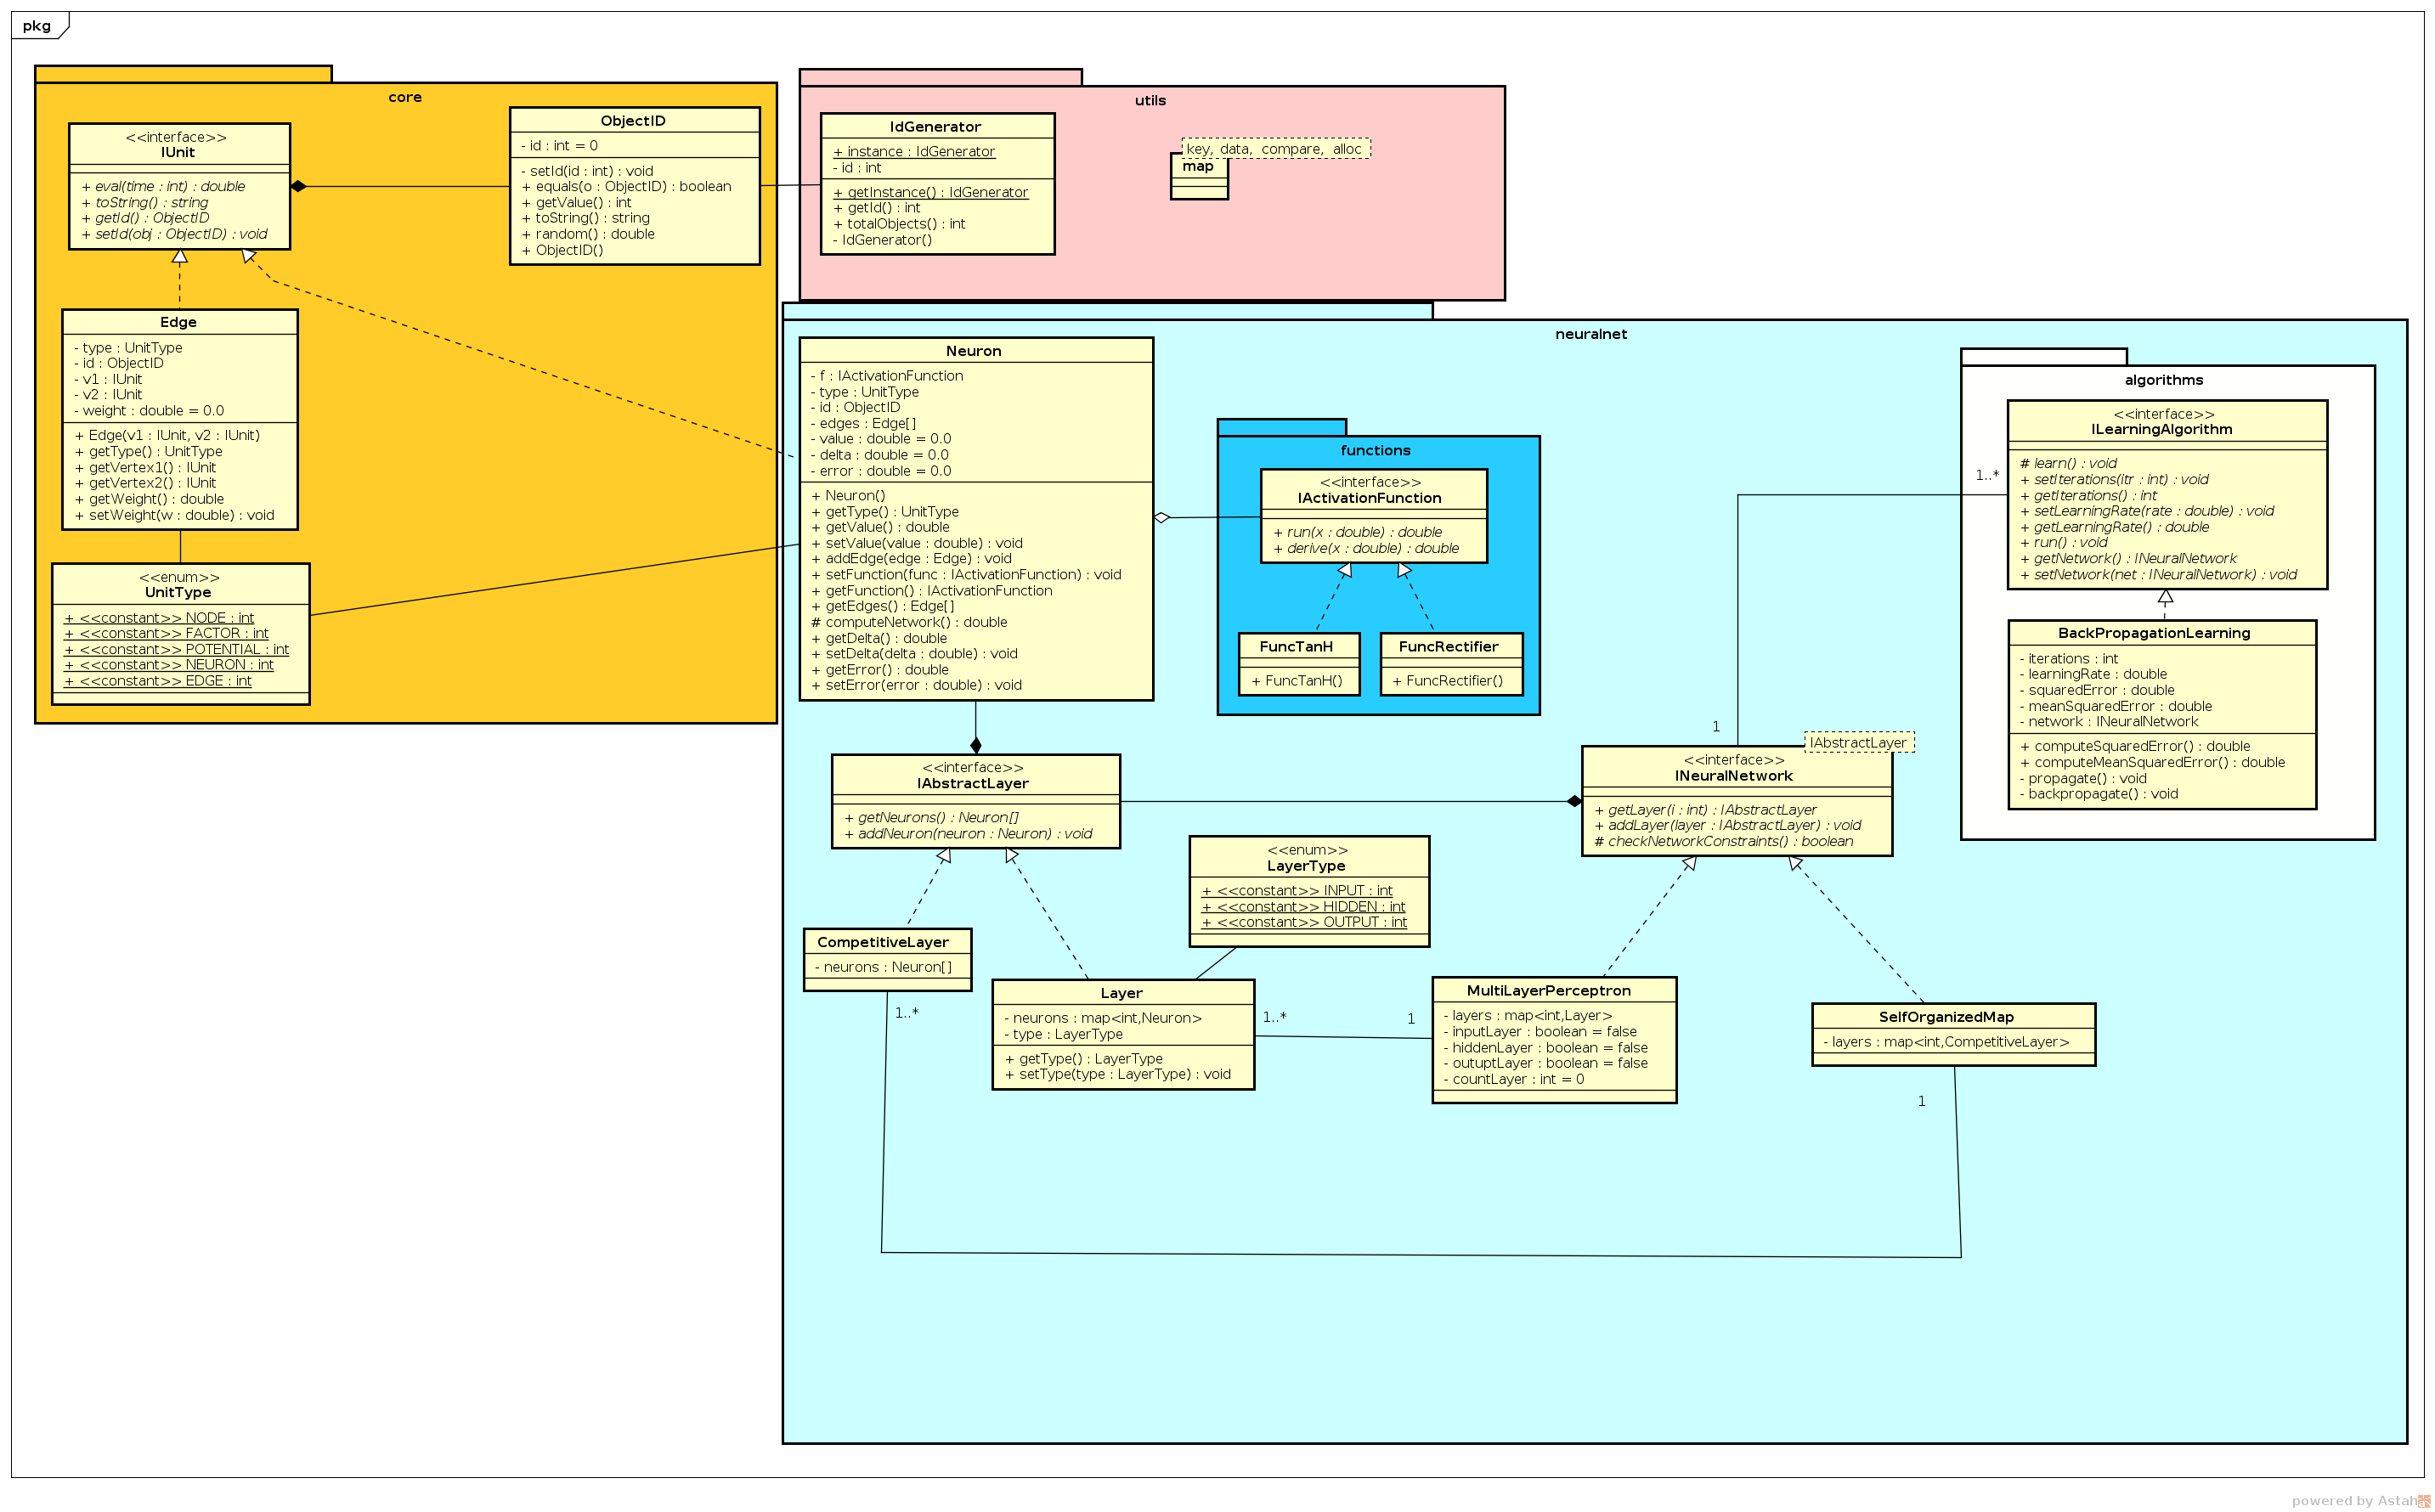 pkg
core
<<interface>>
IUnit
+ eval(time : int) : double
+ toString() : string
+ getId() : ObjectID
+ setId(obj : ObjectID) : void
ObjectID
- id : int = 0
- setId(id : int) : void
+ equals(o : ObjectID) : boolean
+ getValue() : int
+ toString() : string
+ random() : double
+ ObjectID()
Edge
- type : UnitType
- id : ObjectID
- v1 : IUnit
- v2 : IUnit
- weight : double = 0.0
+ Edge(v1 : IUnit, v2 : IUnit)
+ getType() : UnitType
+ getVertex1() : IUnit
+ getVertex2() : IUnit
+ getWeight() : double
+ setWeight(w : double) : void
<<enum>>
UnitType
+ <<constant>> NODE : int
+ <<constant>> FACTOR : int
+ <<constant>> POTENTIAL : int
+ <<constant>> NEURON : int
+ <<constant>> EDGE : int
utils
IdGenerator
+ instance : IdGenerator
- id : int
+ getInstance() : IdGenerator
+ getId() : int
+ totalObjects() : int
- IdGenerator()
key, data, compare, alloc
map
neuralnet
Neuron
- f : IActivationFunction
- type : UnitType
- id : ObjectID
- edges : Edge[]
- value : double = 0.0
- delta : double = 0.0
- error : double = 0.0
+ Neuron()
+ getType() : UnitType
+ getValue() : double
+ setValue(value : double) : void
+ addEdge(edge : Edge) : void
+ setFunction(func : IActivationFunction) : void
+ getFunction() : IActivationFunction
+ getEdges() : Edge[]
# computeNetwork() : double
+ getDelta() : double
+ setDelta(delta : double) : void
+ getError() : double
+ setError(error : double) : void
functions
<<interface>>
IActivationFunction
+ run(x : double) : double
+ derive(x : double) : double
FuncTanH
+ FuncTanH()
FuncRectifier
+ FuncRectifier()
algorithms
<<interface>>
ILearningAlgorithm
# learn() : void
+ setIterations(itr : int) : void
+ getIterations() : int
+ setLearningRate(rate : double) : void
+ getLearningRate() : double
+ run() : void
+ getNetwork() : INeuralNetwork
+ setNetwork(net : INeuralNetwork) : void
1..*
1
BackPropagationLearning
- iterations : int
- learningRate : double
- squaredError : double
- meanSquaredError : double
- network : INeuralNetwork
+ computeSquaredError() : double
+ computeMeanSquaredError() : double
- propagate() : void
- backpropagate() : void
<<interface>>
IAbstractLayer
+ getNeurons() : Neuron[]
+ addNeuron(neuron : Neuron) : void
IAbstractLayer
<<interface>>
INeuralNetwork
+ getLayer(i : int) : IAbstractLayer
+ addLayer(layer : IAbstractLayer) : void
# checkNetworkConstraints() : boolean
<<enum>>
LayerType
+ <<constant>> INPUT : int
+ <<constant>> HIDDEN : int
+ <<constant>> OUTPUT : int
CompetitiveLayer
- neurons : Neuron[]
1..*
Layer
- neurons : map<int,Neuron>
- type : LayerType
+ getType() : LayerType
+ setType(type : LayerType) : void
1..*
1
MultiLayerPerceptron
- layers : map<int,Layer>
- inputLayer : boolean = false
- hiddenLayer : boolean = false
- outuptLayer : boolean = false
- countLayer : int = 0
SelfOrganizedMap
- layers : map<int,CompetitiveLayer>
1
powered by Astah